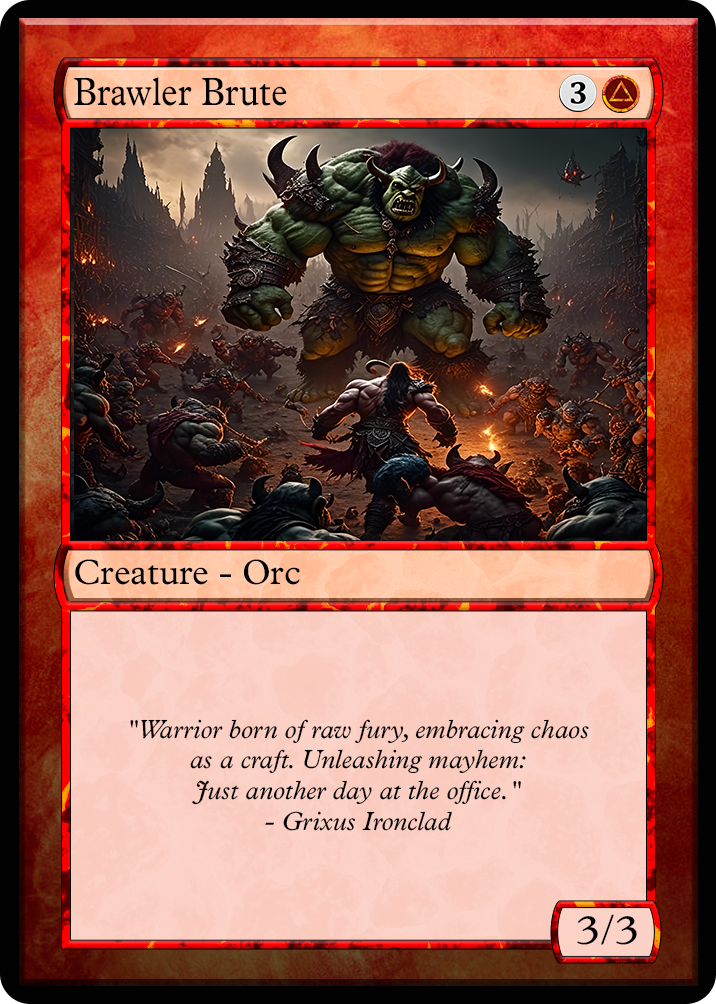 Brawler Brute 3
Creature - Orc
"Warrior born of raw fury, embracing chaos
as a craft. Unleashing mayhem:
Just another day at the office."
- Grixus Ironclad
3/3